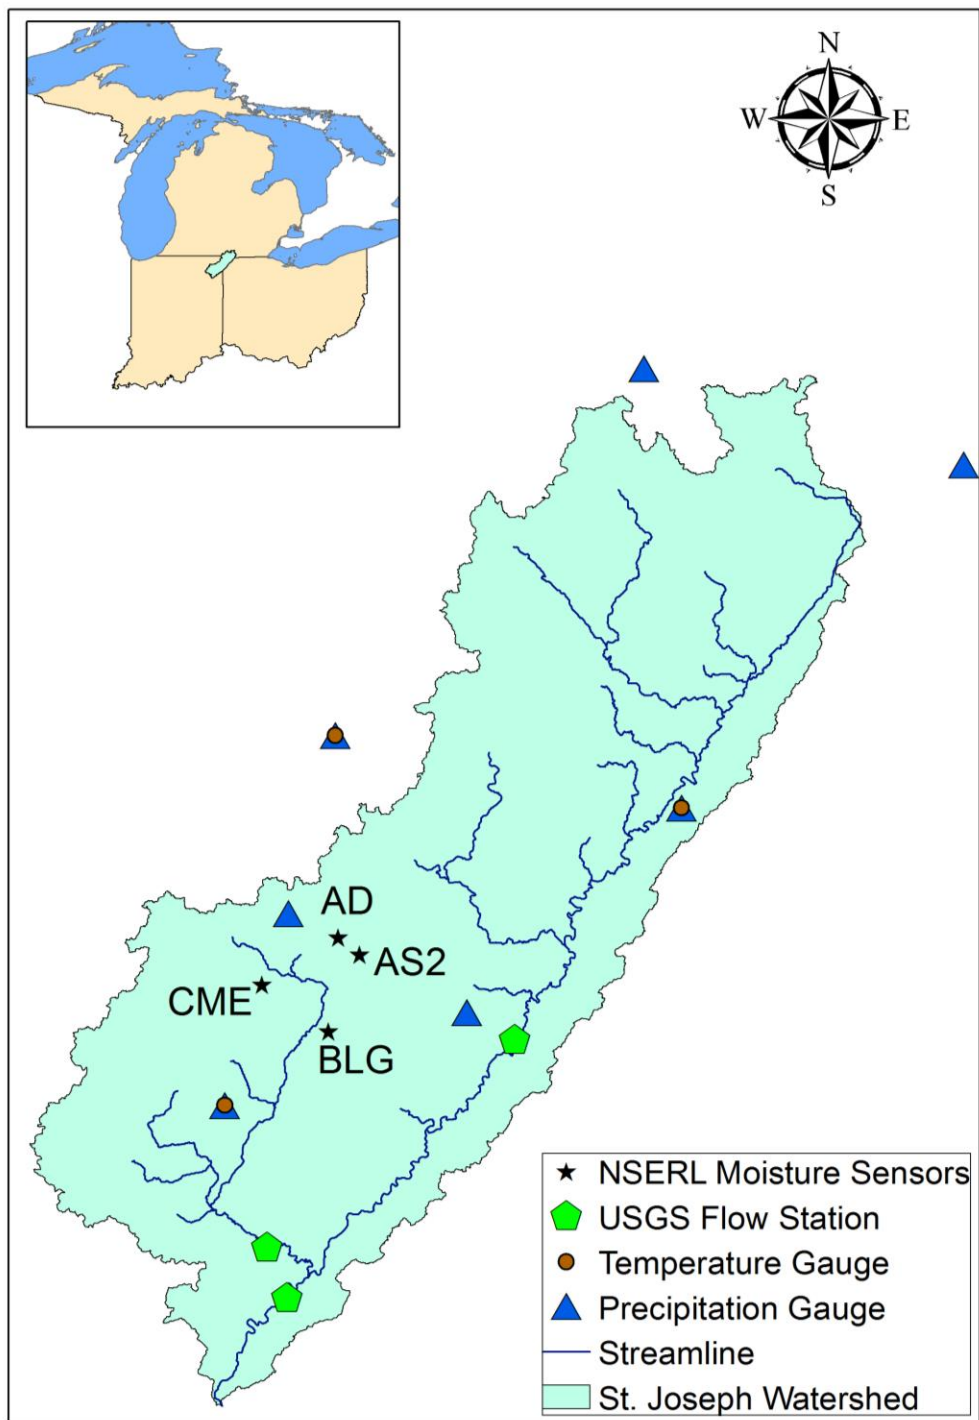 N
W
E
S
AD
AS2
CME
BLG
NSERL Moisture Sensors
USGS Flow Station
Temperature Gauge
Precipitation Gauge
Streamline
St. Joseph Watershed